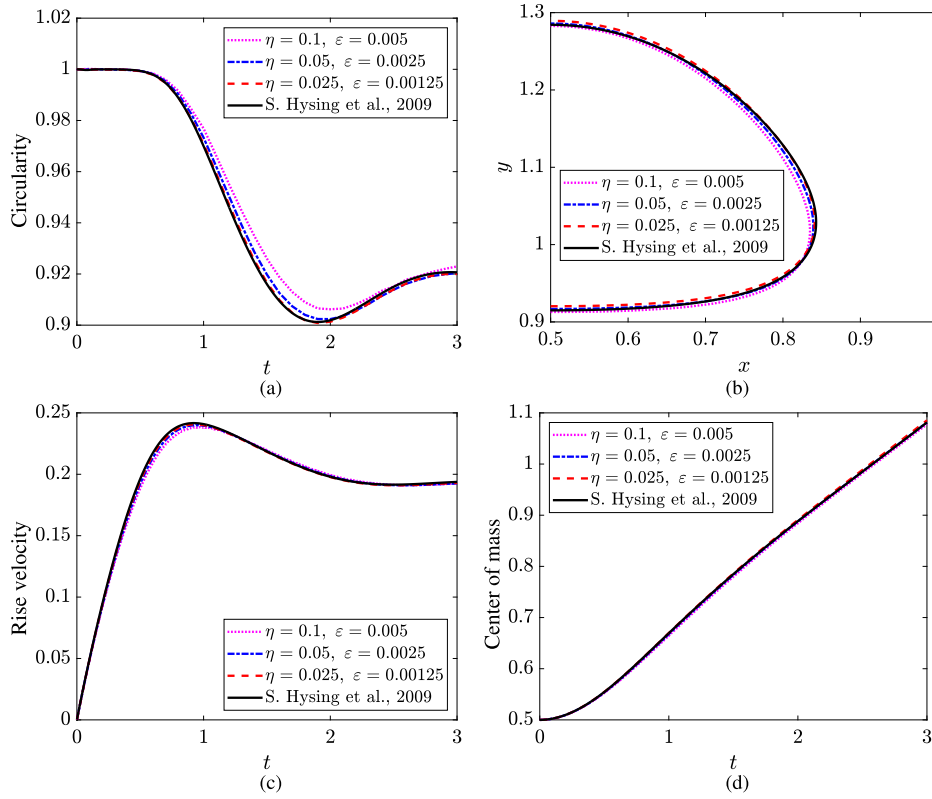 1.02
1
0.98
0.96
0.94
0.92
0.9
Circularity
0
1
2
3
t
(a)
η = 0.1, ε = 0.005
η = 0.05, ε = 0.0025
η = 0.025, ε = 0.00125
S. Hysing et al., 2009
1.3
1.2
1.1
1
0.9
y
0.5
0.6
0.7
0.8
0.9
x
(b)
η = 0.1, ε = 0.005
η = 0.05, ε = 0.0025
η = 0.025, ε = 0.00125
S. Hysing et al., 2009
0.25
0.2
0.15
0.1
0.05
0
Rise velocity
0
1
2
3
t
(c)
η = 0.1, ε = 0.005
η = 0.05, ε = 0.0025
η = 0.025, ε = 0.00125
S. Hysing et al., 2009
1.1
1
0.9
0.8
0.7
0.6
0.5
Center of mass
0
1
2
3
t
(d)
η = 0.1, ε = 0.005
η = 0.05, ε = 0.0025
η = 0.025, ε = 0.00125
S. Hysing et al., 2009